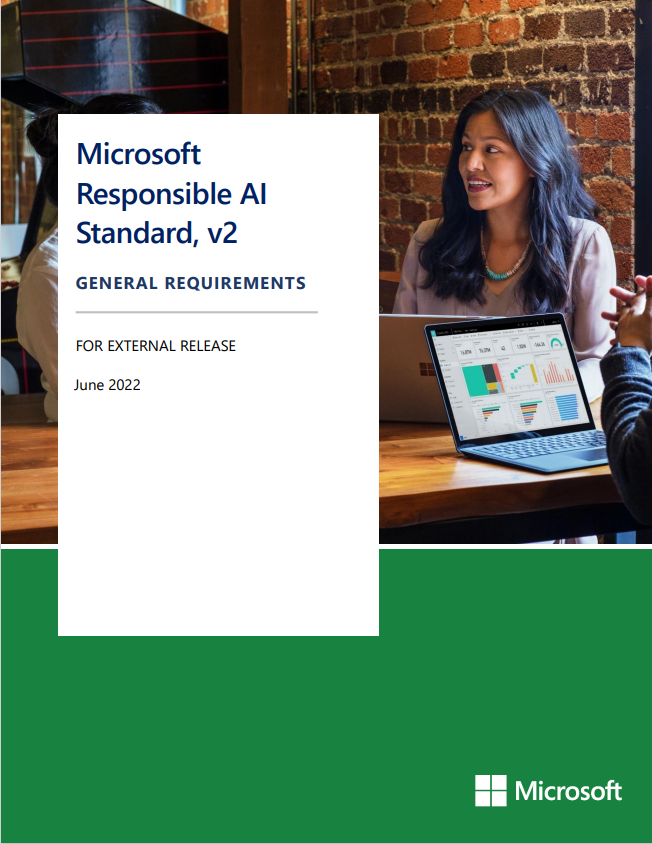 Microsoft
Responsible AI
Standard, v2
GENERAL REQUIREMENTS
FOR EXTERNAL RELEASE
June 2022
Microsoft